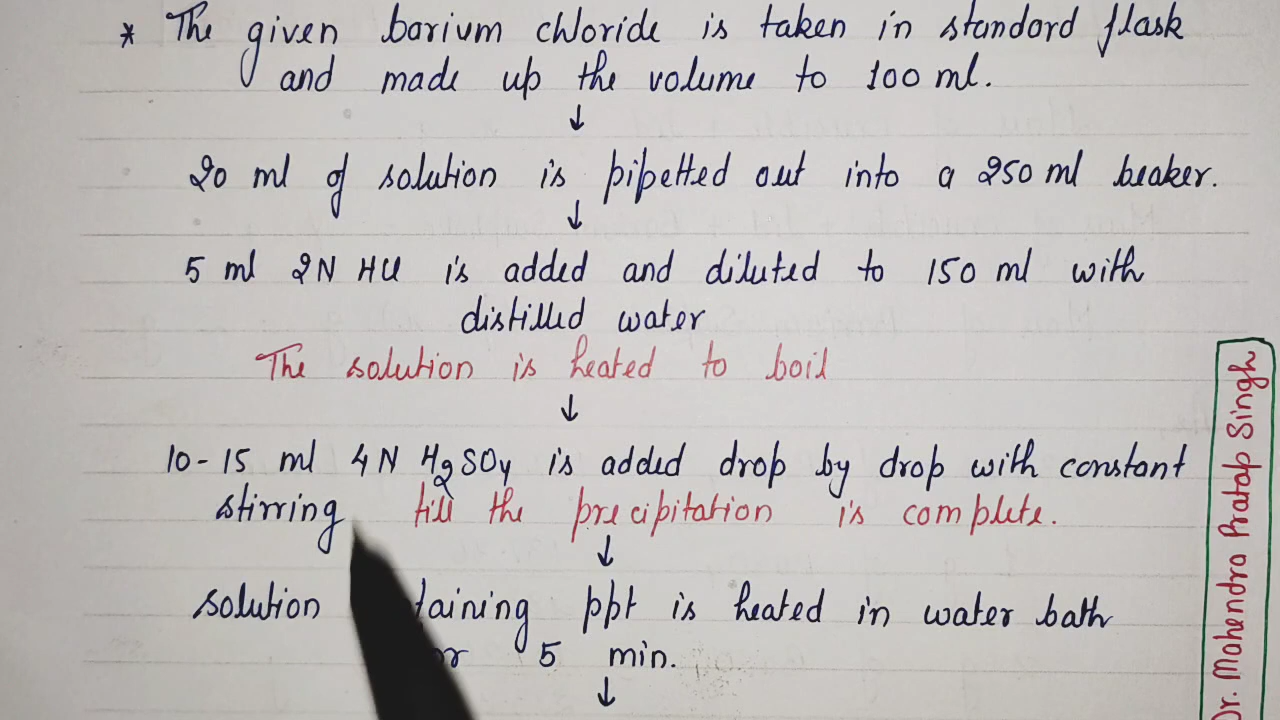 * The given barium chloride is taken in standard flask
and made up the volume to 100 ml.
↓
20 ml of solution is pipetted out into a 250 ml beaker.
↓
5 ml 2N HCl is added and diluted to 150 ml with
distilled water
The solution is heated to boil
↓
10-15 ml 4N H2SO4 is added drop by drop with constant
stirring till the precipitation is complete.
↓
solution taining ppt is heated in water bath
5 min.
↓
Dr. Mahendra Pratap Singh